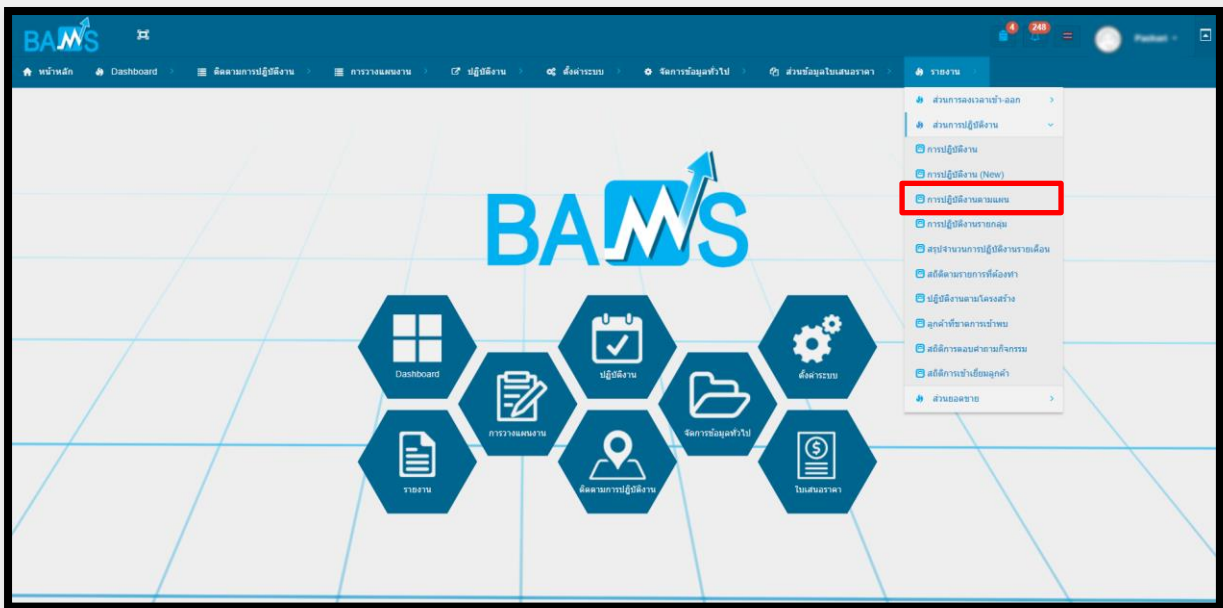 BAMS
4
248
หน้าหลัก
Dashboard
ติดตามการปฏิบัติงาน
การวางแผนงาน
ปฏิบัติงาน
ตั้งค่าระบบ
จัดการข้อมูลทั่วไป
ส่วนข้อมูลใบเสนอราคา
รายงาน
ส่วนการลงเวลาเข้า-ออก
ส่วนการปฏิบัติงาน
การปฏิบัติงาน
การปฏิบัติงาน (New)
การปฏิบัติงานตามแผน
การปฏิบัติงานรายกลุ่ม
สรุปจำนวนการปฏิบัติงานรายเดือน
สถิติตามรายการที่ต้องทำ
ปฏิบัติงานตามโครงสร้าง
ลูกค้าที่ขาดการเข้าพบ
สถิติการตอบคำถามกิจกรรม
สถิติการเข้าเยี่ยมลูกค้า
ส่วนยอดขาย
BAMS
Dashboard
ปฏิบัติงาน
ตั้งค่าระบบ
การวางแผนงาน
จัดการข้อมูลทั่วไป
รายงาน
ติดตามการปฏิบัติงาน
ใบเสนอราคา